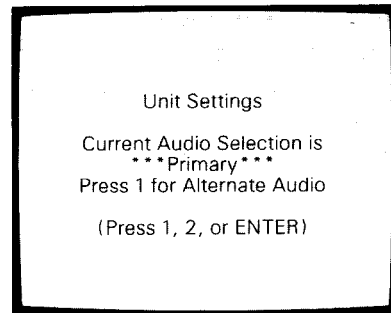 Unit Settings
Current Audio Selection is
***Primary***
Press 1 for Alternate Audio
(Press 1, 2, or ENTER)